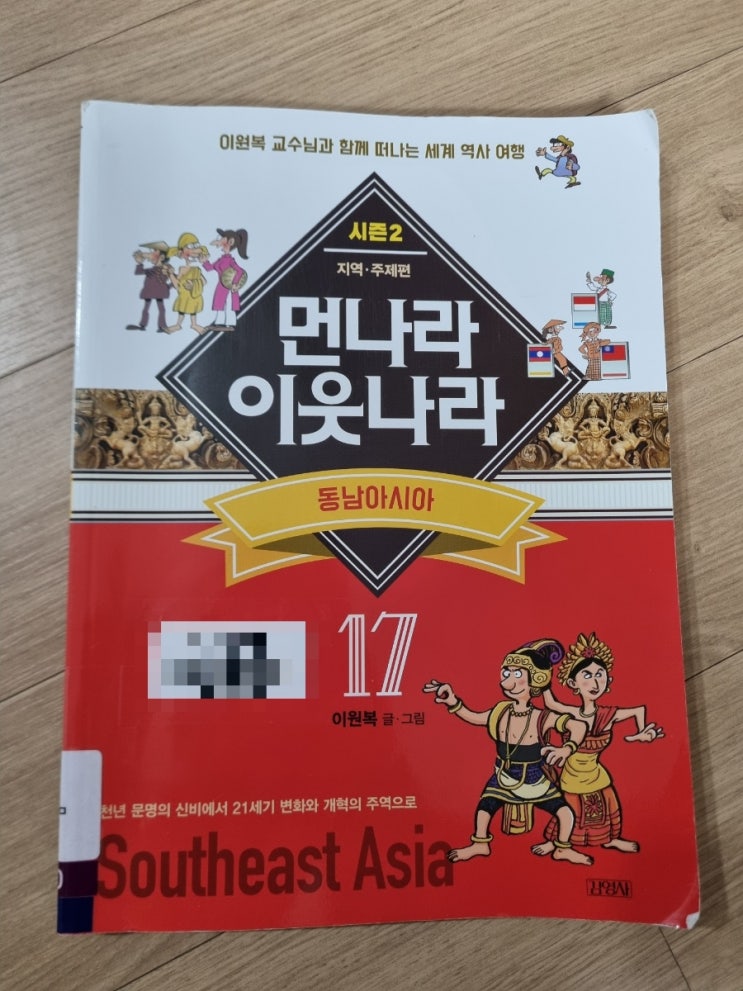 이원복 교수님과 함께 떠나는 세계 역사 여행
시즌2
지역·주제편
먼나라
이웃나라
동남아시아
17
이원복 글·그림
천년 문명의 신비에서 21세기 변화와 개혁의 주역으로
Southeast Asia
김영사